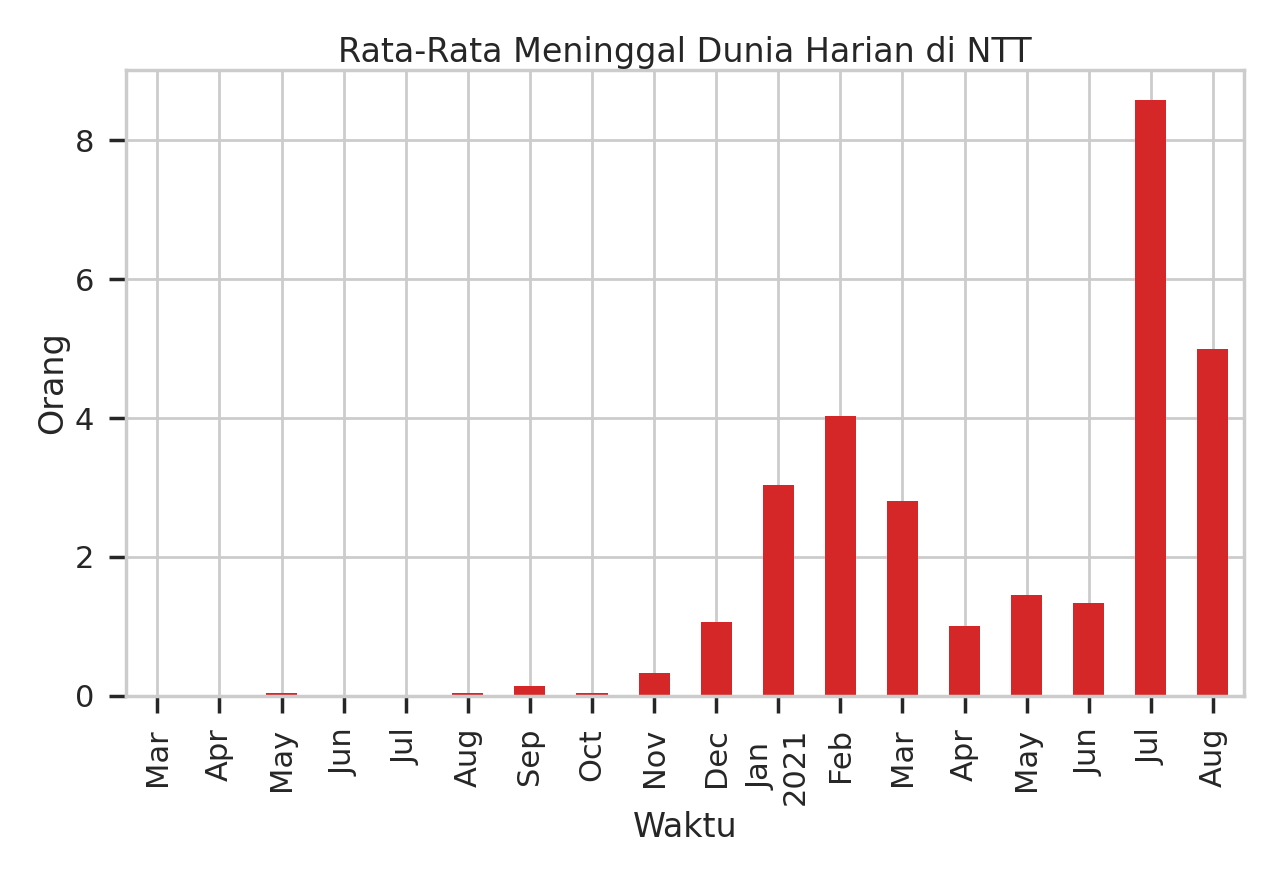 Rata-Rata Meninggal Dunia Harian di NTT
8
6
4
2
0
Orang
Mar
Apr
May
Jun
Jul
Aug
Sep
Oct
Nov
Dec
Jan
2021
Feb
Mar
Apr
May
Jun
Jul
Aug
Waktu